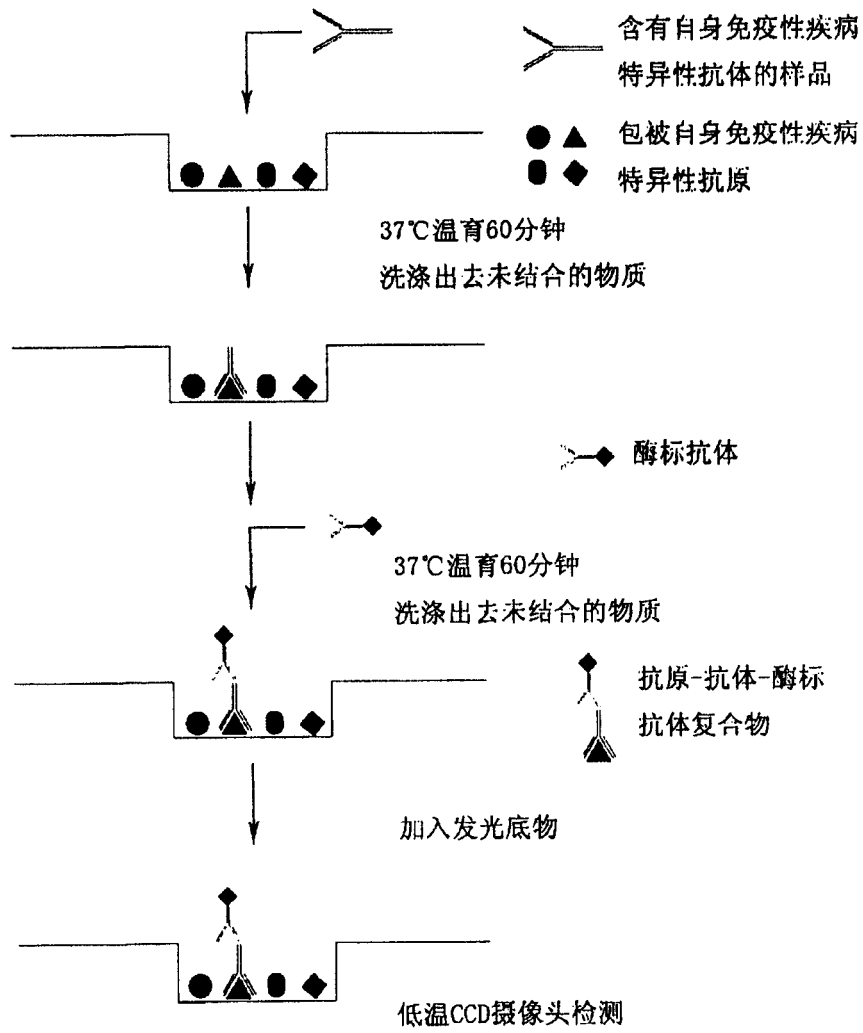 含有自身免疫性疾病
特异性抗体的样品
包被自身免疫性疾病
特异性抗原
37℃温育60分钟
洗涤出去未结合的物质
酶标抗体
37℃温育60分钟
洗涤出去未结合的物质
抗原-抗体-酶标
抗体复合物
加入发光底物
低温CCD摄像头检测